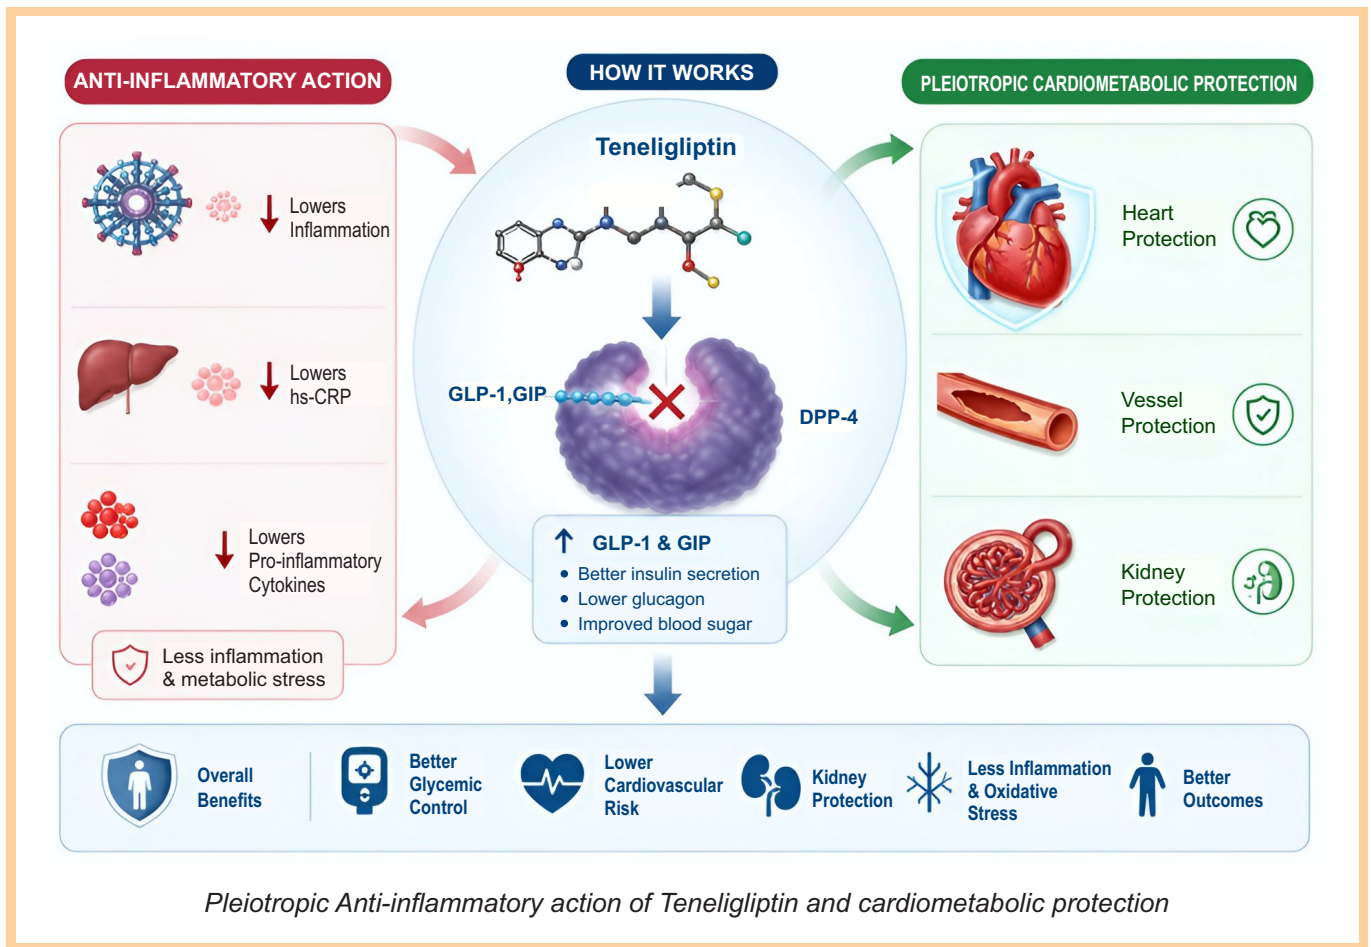 ANTI-INFLAMMATORY ACTION
Lowers
Inflammation
Lowers
hs-CRP
Lowers
Pro-inflammatory
Cytokines
Less inflammation
& metabolic stress
HOW IT WORKS
Teneligliptin
GLP-1,GIP
DPP-4
GLP-1 & GIP
• Better insulin secretion
• Lower glucagon
• Improved blood sugar
PLEIOTROPIC CARDIOMETABOLIC PROTECTION
Heart
Protection
Vessel
Protection
Kidney
Protection
Overall
Benefits
Better
Glycemic
Control
Lower
Cardiovascular
Risk
Kidney
Protection
Less Inflammation
& Oxidative
Stress
Better
Outcomes
Pleiotropic Anti-inflammatory action of Teneligliptin and cardiometabolic protection